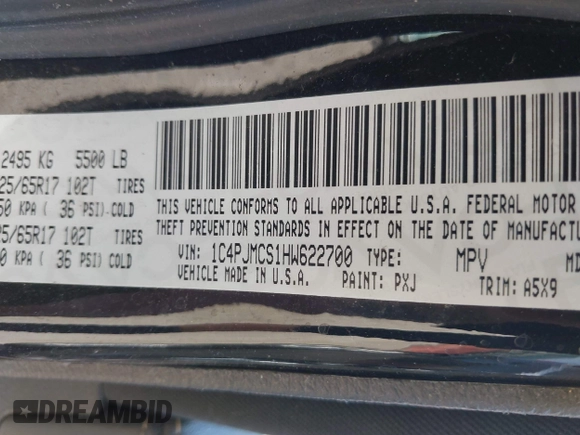 2495 KG 5500 LB
25/65R17 102T TIRES
50 KPA ( 36 PSI) COLD
25/65R17 102T TIRES
0 KPA ( 36 PSI) COLD
THIS VEHICLE CONFORMS TO ALL APPLICABLE U.S.A. FEDERAL MOTOR
THEFT PREVENTION STANDARDS IN EFFECT ON THE DATE OF MANUFACTU
VIN: 1C4PJMCS1HW622700 TYPE: MPV MD
VEHICLE MADE IN U.S.A. PAINT: PXJ TRIM: A5X9
DREAMBID